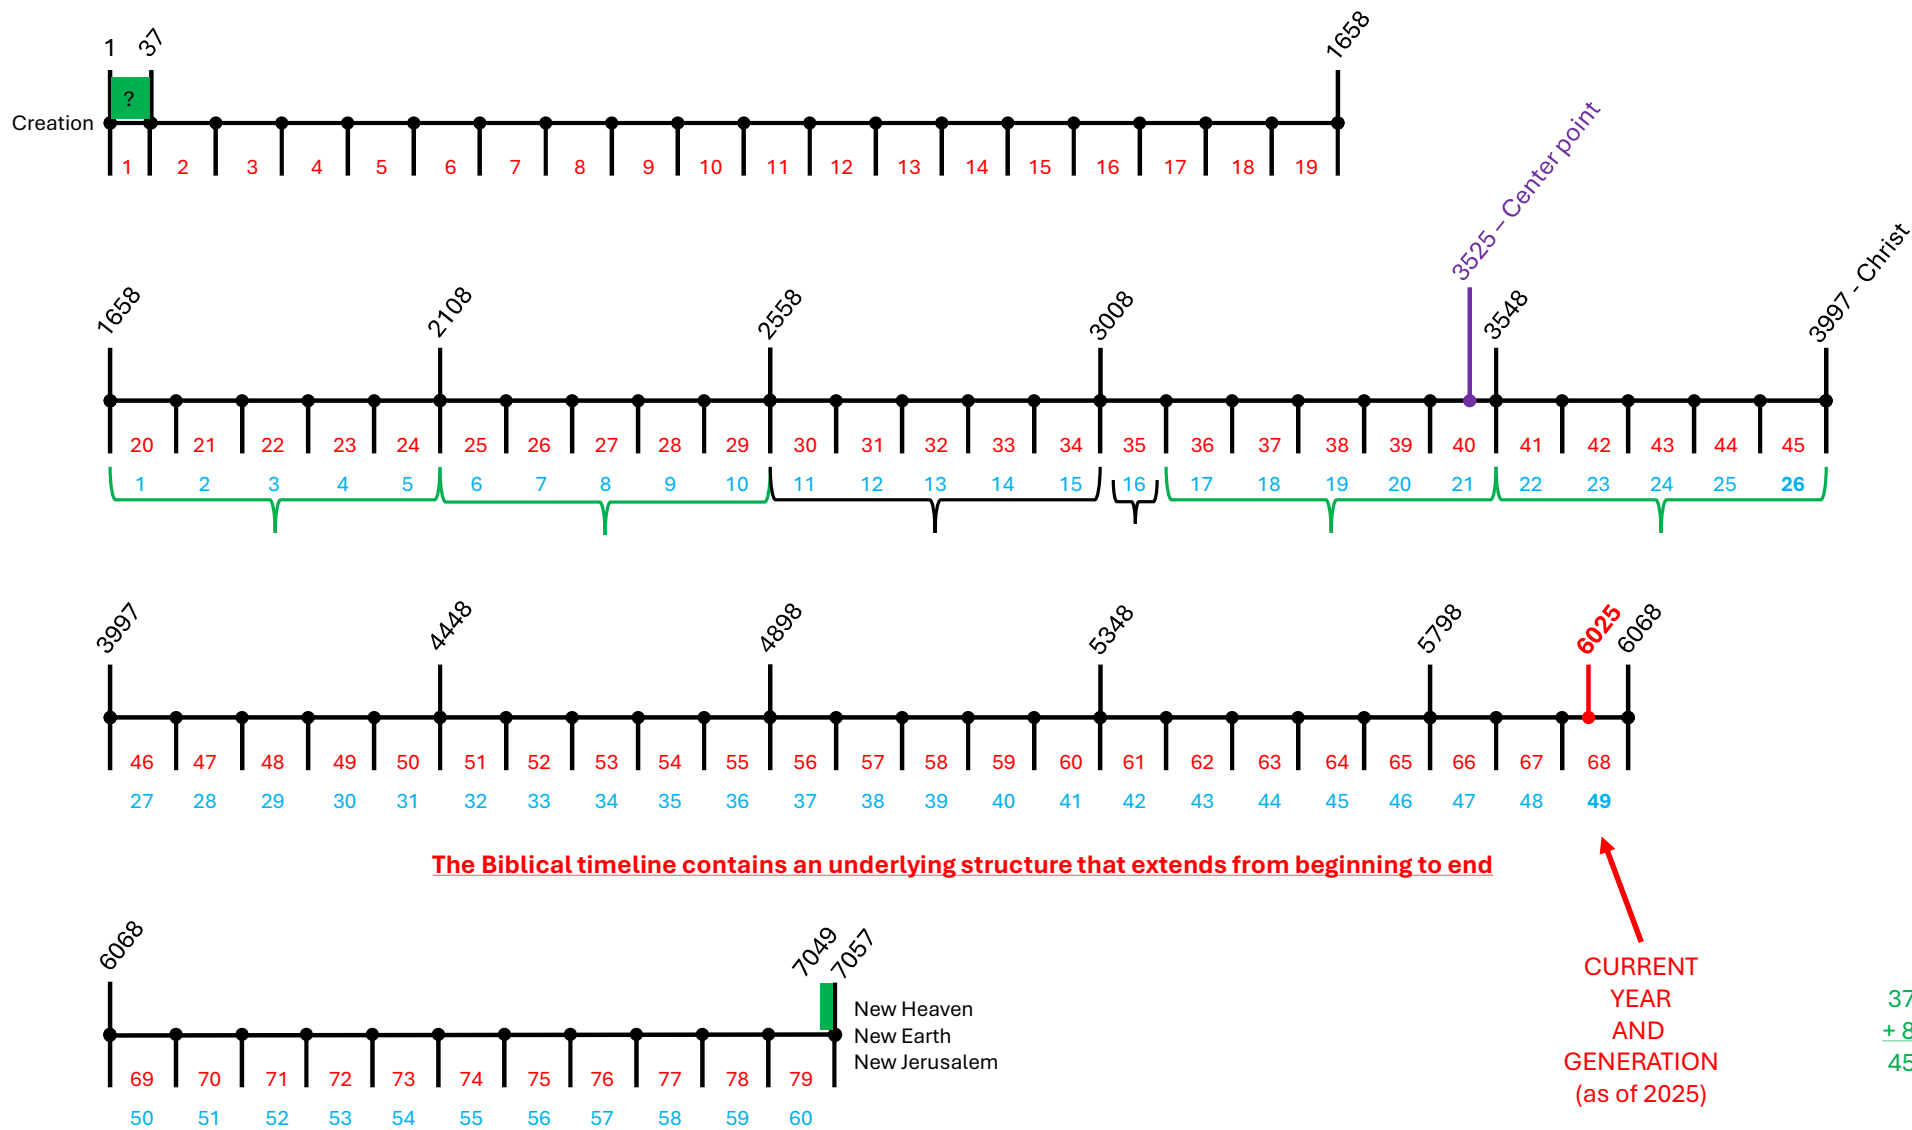 1 37 1658
?
Creation
1 2 3 4 5 6 7 8 9 10 11 12 13 14 15 16 17 18 19
3525 – Center point
1658 2108 2558 3008 3548 3997 - Christ
20 21 22 23 24 25 26 27 28 29 30 31 32 33 34 35 36 37 38 39 40 41 42 43 44 45
1 2 3 4 5 6 7 8 9 10 11 12 13 14 15 16 17 18 19 20 21 22 23 24 25 26
3997 4448 4898 5348 5798 6025 6068
46 47 48 49 50 51 52 53 54 55 56 57 58 59 60 61 62 63 64 65 66 67 68
27 28 29 30 31 32 33 34 35 36 37 38 39 40 41 42 43 44 45 46 47 48 49
The Biblical timeline contains an underlying structure that extends from beginning to end
6068 7049 7057
New Heaven
New Earth
New Jerusalem
69 70 71 72 73 74 75 76 77 78 79
50 51 52 53 54 55 56 57 58 59 60
CURRENT
YEAR
AND
GENERATION
(as of 2025)
37
+ 8
45